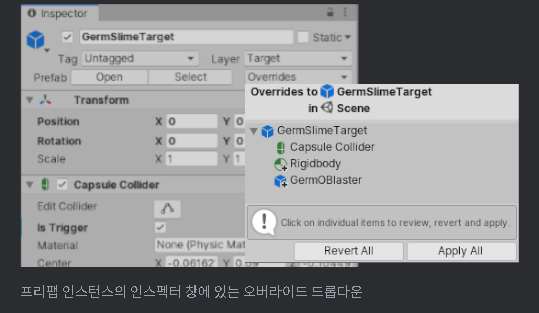 Inspector
GermSlimeTarget
Static
Tag Untagged Layer Target
Prefab Open Select Overrides
Transform
Position X 0 Y 0
Rotation X 0 Y 0
Scale X 1 Y 1
Capsule Collider
Edit Collider
Is Trigger
Material None (Physic Mat
Center X -0.06162 Y 0.09
Overrides to GermSlimeTarget
in Scene
GermSlimeTarget
Capsule Collider
Rigidbody
GermOBlaster
Click on individual items to review, revert and apply.
Revert All Apply All
프리팹 인스턴스의 인스펙터 창에 있는 오버라이드 드롭다운